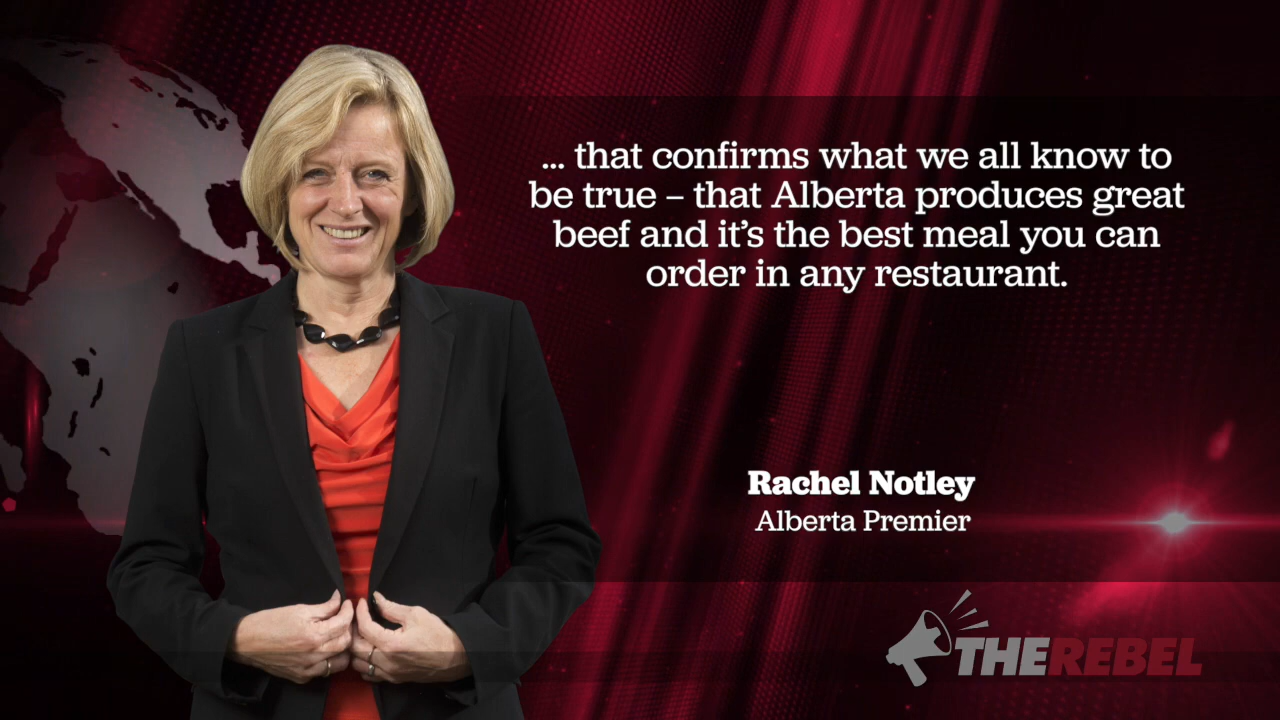 ... that confirms what we all know to
be true – that Alberta produces great
beef and it's the best meal you can
order in any restaurant.
Rachel Notley
Alberta Premier
THEREBEL